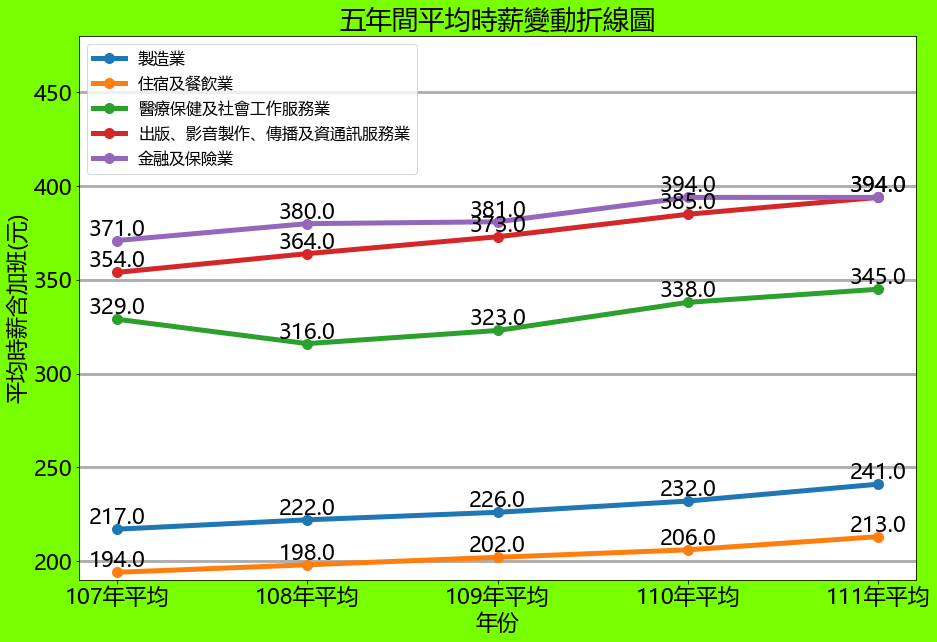 五年間平均時薪變動折線圖
製造業
住宿及餐飲業
醫療保健及社會工作服務業
出版、影音製作、傳播及資通訊服務業
金融及保險業
平均時薪含加班(元)
450
400
350
300
250
200
371.0 380.0 381.0 394.0 394.0
354.0 364.0 373.0 385.0 394.0
329.0 316.0 323.0 338.0 345.0
217.0 222.0 226.0 232.0 241.0
194.0 198.0 202.0 206.0 213.0
107年平均 108年平均 109年平均 110年平均 111年平均
年份